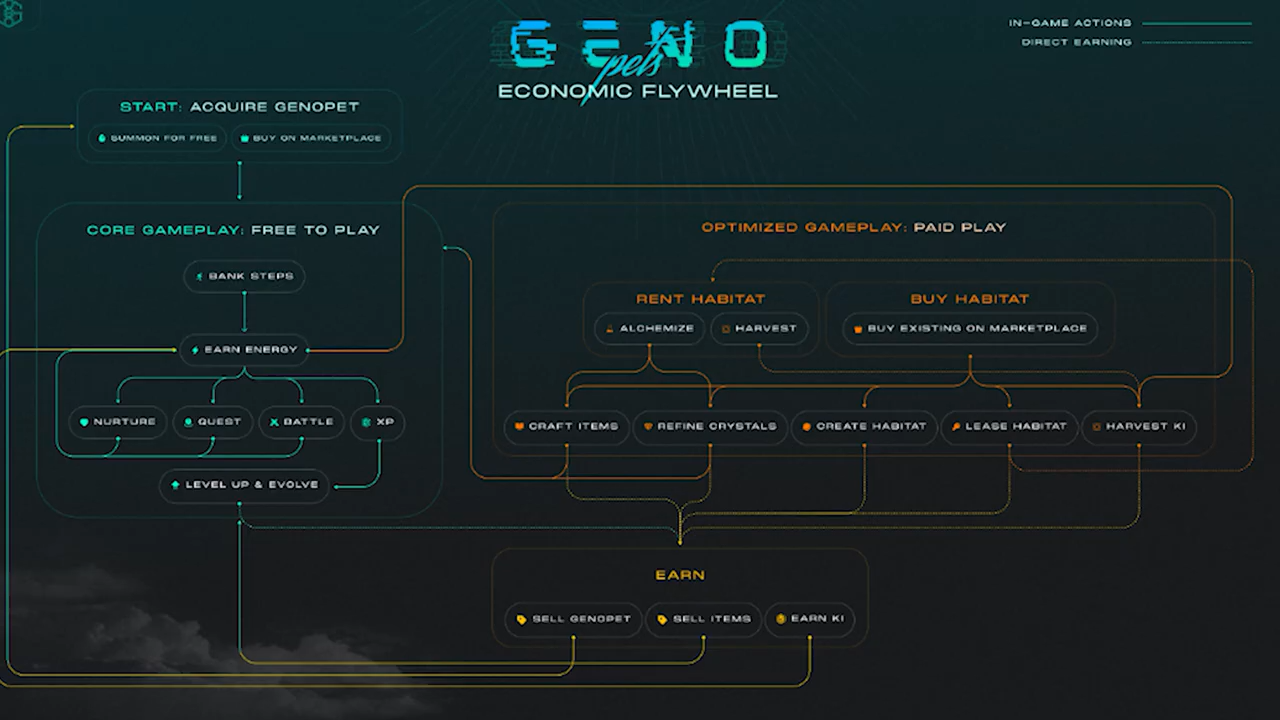 GENO
pets
ECONOMIC FLYWHEEL
IN-GAME ACTIONS
DIRECT EARNING
START: ACQUIRE GENOPET
SUMMON FOR FREE
BUY ON MARKETPLACE
CORE GAMEPLAY: FREE TO PLAY
BANK STEPS
EARN ENERGY
NURTURE
QUEST
BATTLE
XP
LEVEL UP & EVOLVE
OPTIMIZED GAMEPLAY: PAID PLAY
RENT HABITAT
ALCHEMIZE
HARVEST
BUY HABITAT
BUY EXISTING ON MARKETPLACE
CRAFT ITEMS
REFINE CRYSTALS
CREATE HABITAT
LEASE HABITAT
HARVEST KI
EARN
SELL GENOPET
SELL ITEMS
EARN KI